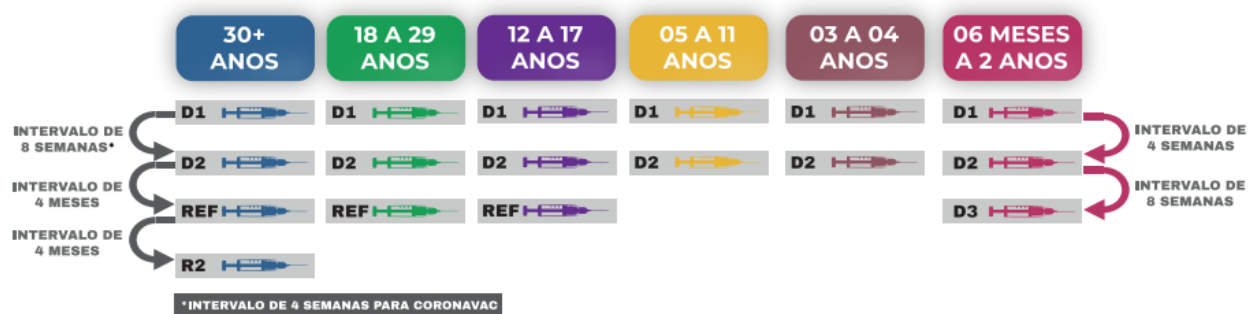 30+
ANOS
18 A 29
ANOS
12 A 17
ANOS
05 A 11
ANOS
03 A 04
ANOS
06 MESES
A 2 ANOS
D1
D1
D1
D1
D1
D1
INTERVALO DE
8 SEMANAS*
INTERVALO DE
4 SEMANAS
D2
D2
D2
D2
D2
D2
INTERVALO DE
4 MESES
INTERVALO DE
8 SEMANAS
REF
REF
REF
D3
INTERVALO DE
4 MESES
R2
*INTERVALO DE 4 SEMANAS PARA CORONAVAC